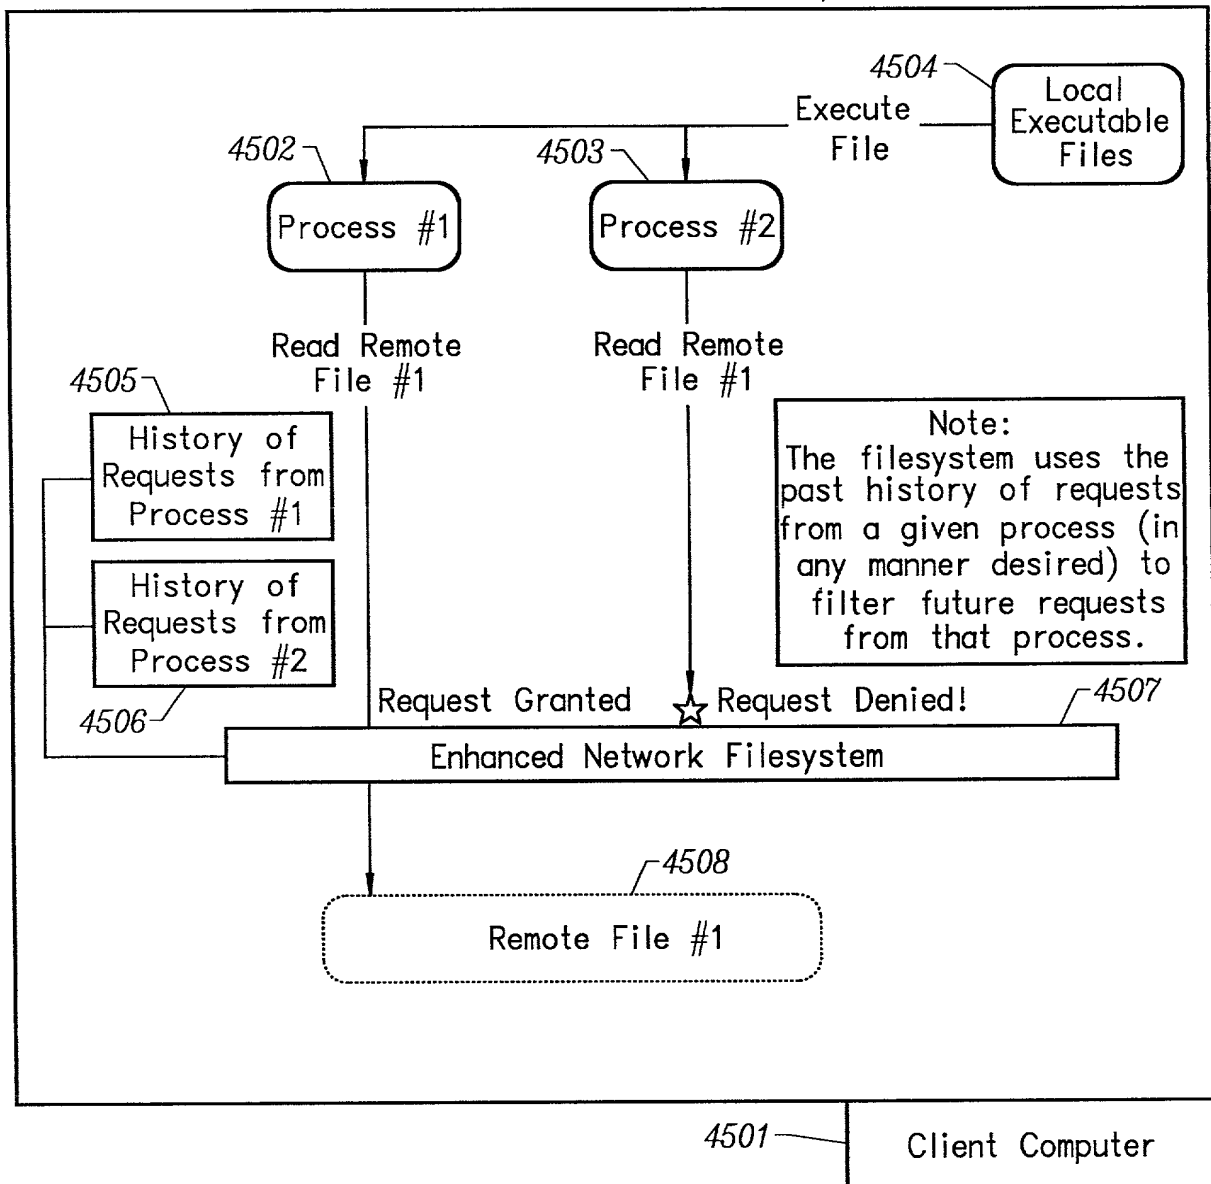 4504
Local
Executable
Files
Execute
File
4502
4503
Process #1
Process #2
Read Remote
File #1
Read Remote
File #1
4505
History of
Requests from
Process #1
History of
Requests from
Process #2
4506
Note:
The filesystem uses the
past history of requests
from a given process (in
any manner desired) to
filter future requests
from that process.
Request Granted
Request Denied!
4507
Enhanced Network Filesystem
4508
Remote File #1
4501
Client Computer